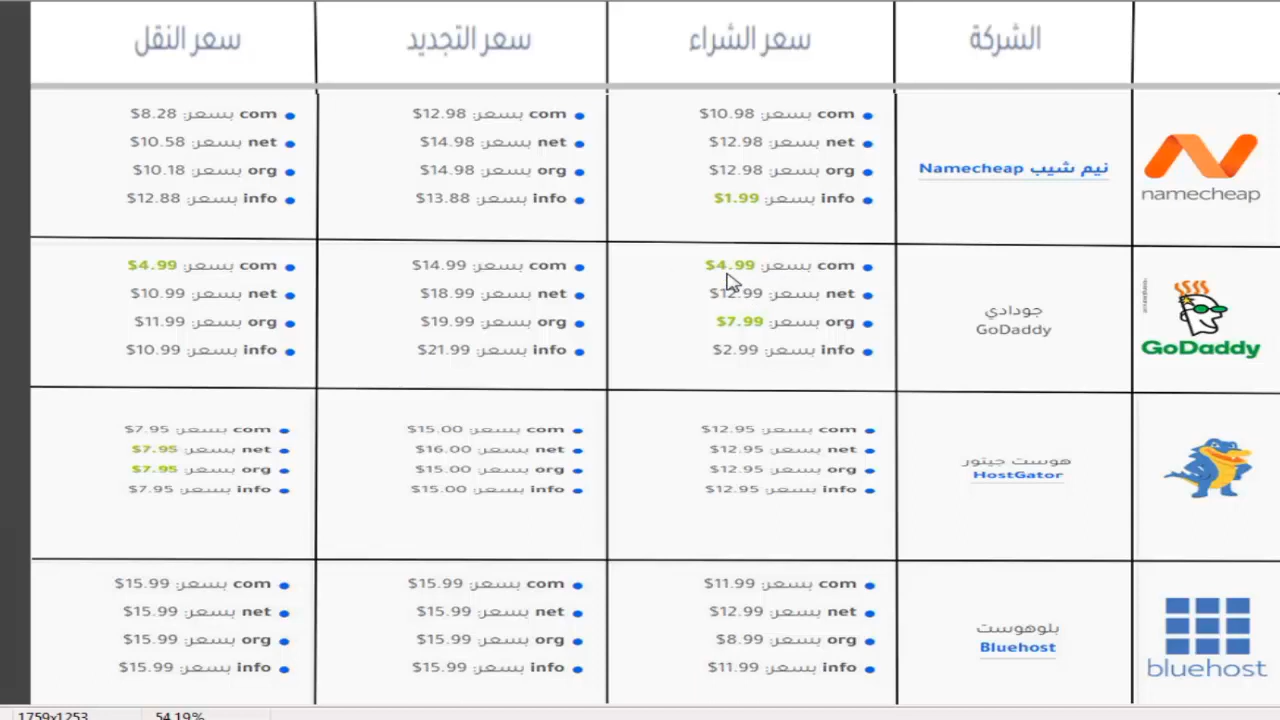 الشركة
سعر الشراء
سعر التجديد
سعر النقل
namecheap
نيم شيب Namecheap
com بسعر: 10.98$
net بسعر: 12.98$
org بسعر: 12.98$
info بسعر: 1.99$
com بسعر: 12.98$
net بسعر: 14.98$
org بسعر: 14.98$
info بسعر: 13.88$
com بسعر: 8.28$
net بسعر: 10.58$
org بسعر: 10.18$
info بسعر: 12.88$
GoDaddy
جودادي
GoDaddy
com بسعر: 4.99$
net بسعر: 12.99$
org بسعر: 7.99$
info بسعر: 2.99$
com بسعر: 14.99$
net بسعر: 18.99$
org بسعر: 19.99$
info بسعر: 21.99$
com بسعر: 4.99$
net بسعر: 10.99$
org بسعر: 11.99$
info بسعر: 10.99$
هوست جيتور
HostGator
com بسعر: 12.95$
net بسعر: 12.95$
org بسعر: 12.95$
info بسعر: 12.95$
com بسعر: 15.00$
net بسعر: 16.00$
org بسعر: 15.00$
info بسعر: 15.00$
com بسعر: 7.95$
net بسعر: 7.95$
org بسعر: 7.95$
info بسعر: 7.95$
bluehost
بلوهوست
Bluehost
com بسعر: 11.99$
net بسعر: 12.99$
org بسعر: 8.99$
info بسعر: 11.99$
com بسعر: 15.99$
net بسعر: 15.99$
org بسعر: 15.99$
info بسعر: 15.99$
com بسعر: 15.99$
net بسعر: 15.99$
org بسعر: 15.99$
info بسعر: 15.99$
1759x1253
54.19%